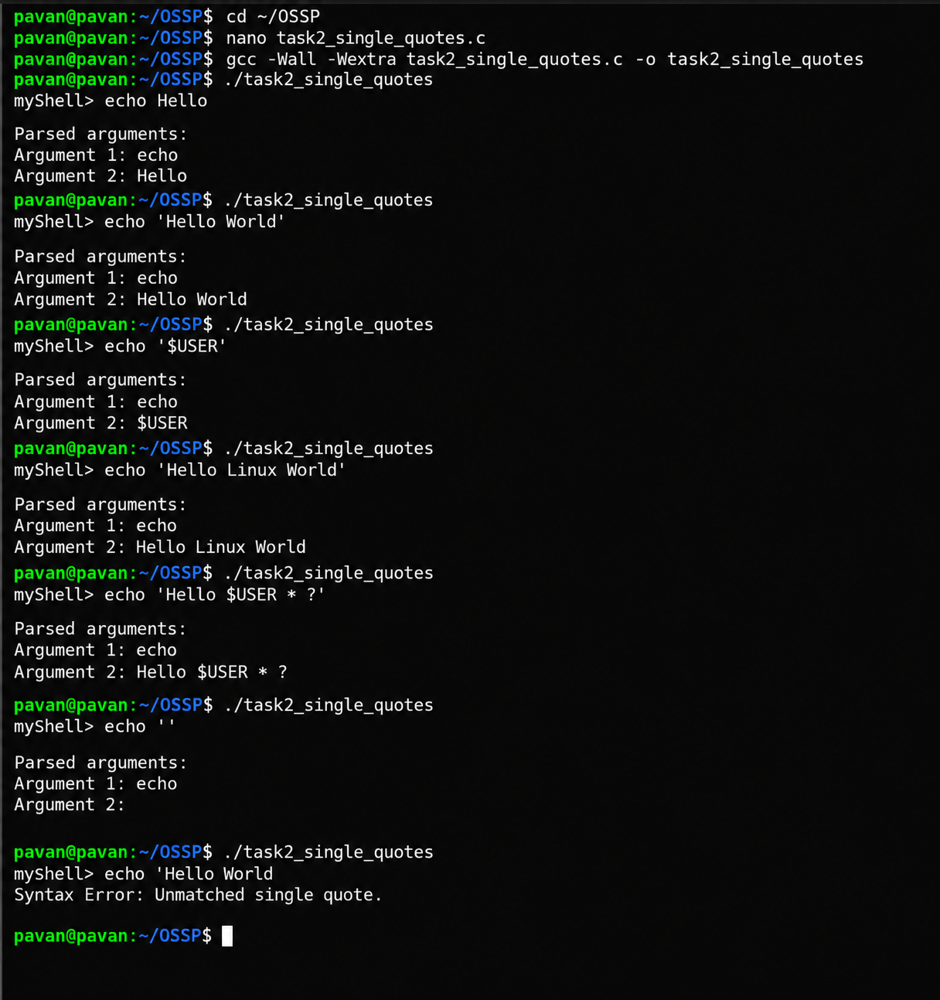 pavan@pavan:~/OSSP$ cd ~/OSSP
pavan@pavan:~/OSSP$ nano task2_single_quotes.c
pavan@pavan:~/OSSP$ gcc -Wall -Wextra task2_single_quotes.c -o task2_single_quotes
pavan@pavan:~/OSSP$ ./task2_single_quotes
myShell> echo Hello
Parsed arguments:
Argument 1: echo
Argument 2: Hello
pavan@pavan:~/OSSP$ ./task2_single_quotes
myShell> echo 'Hello World'
Parsed arguments:
Argument 1: echo
Argument 2: Hello World
pavan@pavan:~/OSSP$ ./task2_single_quotes
myShell> echo '$USER'
Parsed arguments:
Argument 1: echo
Argument 2: $USER
pavan@pavan:~/OSSP$ ./task2_single_quotes
myShell> echo 'Hello Linux World'
Parsed arguments:
Argument 1: echo
Argument 2: Hello Linux World
pavan@pavan:~/OSSP$ ./task2_single_quotes
myShell> echo 'Hello $USER * ?'
Parsed arguments:
Argument 1: echo
Argument 2: Hello $USER * ?
pavan@pavan:~/OSSP$ ./task2_single_quotes
myShell> echo ''
Parsed arguments:
Argument 1: echo
Argument 2:
pavan@pavan:~/OSSP$ ./task2_single_quotes
myShell> echo 'Hello World
Syntax Error: Unmatched single quote.
pavan@pavan:~/OSSP$